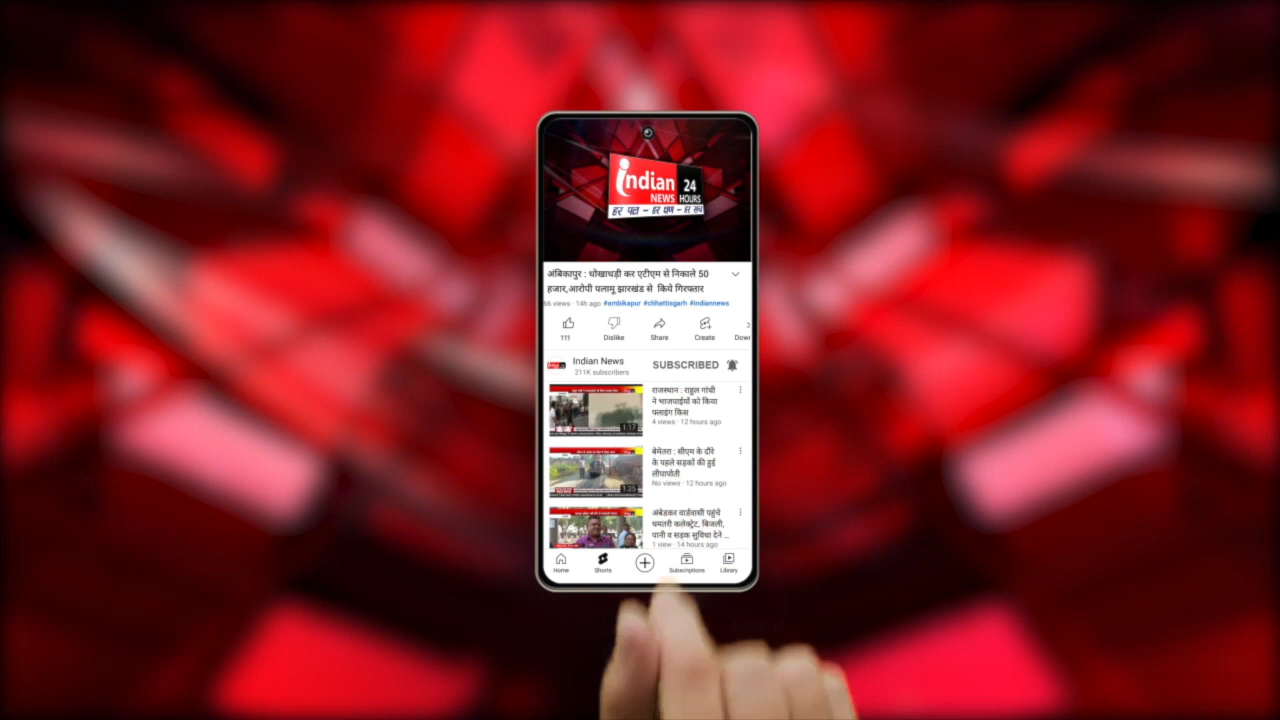 indian
NEWS
24
HOURS
हर पल - हर क्षण - हर सच
अंबिकापुर : धोखाधड़ी कर एटीएम से निकाले 50
हजार,आरोपी पलामू झारखंड से किये गिरफ्तार
66 views · 14h ago #ambikapur #chhattisgarh #indiannews
111
Dislike
Share
Create
Dowl
Indian News
211K subscribers
SUBSCRIBED
राजस्थान : राहुल गांधी
ने भाजपाईयों को किया
फ्लाइंग किस
4 views · 12 hours ago
1:17
बेमेतरा : सीएम के दौरे
के पहले सड़कों की हुई
लीपापोती
No views · 12 hours ago
1:25
अंबेडकर वार्डवासी पहुंचे
धमतरी कलेक्ट्रेट, बिजली,
पानी व सड़क सुविधा देने ...
1 view · 14 hours ago
Home
Shorts
Subscriptions
Library